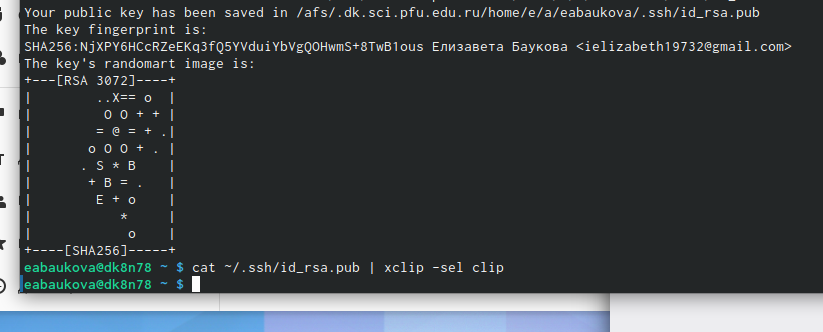 Your public key has been saved in /afs/.dk.sci.pfu.edu.ru/home/e/a/eabaukova/.ssh/id_rsa.pub
The key fingerprint is:
SHA256:NjXPY6HCcRZeEKq3fQ5YVduiYbVgQOHwmS+8TwB1ous Елизавета Баукова <ielizabeth19732@gmail.com>
The key's randomart image is:
+---[RSA 3072]----+
|        ..X== o  |
|         O O + + |
|        = @ = + .|
|       o O O + . |
|      . S * B    |
|       + B = .   |
|        E + o    |
|           *     |
|            o    |
+----[SHA256]-----+
eabaukova@dk8n78 ~ $ cat ~/.ssh/id_rsa.pub | xclip -sel clip
eabaukova@dk8n78 ~ $